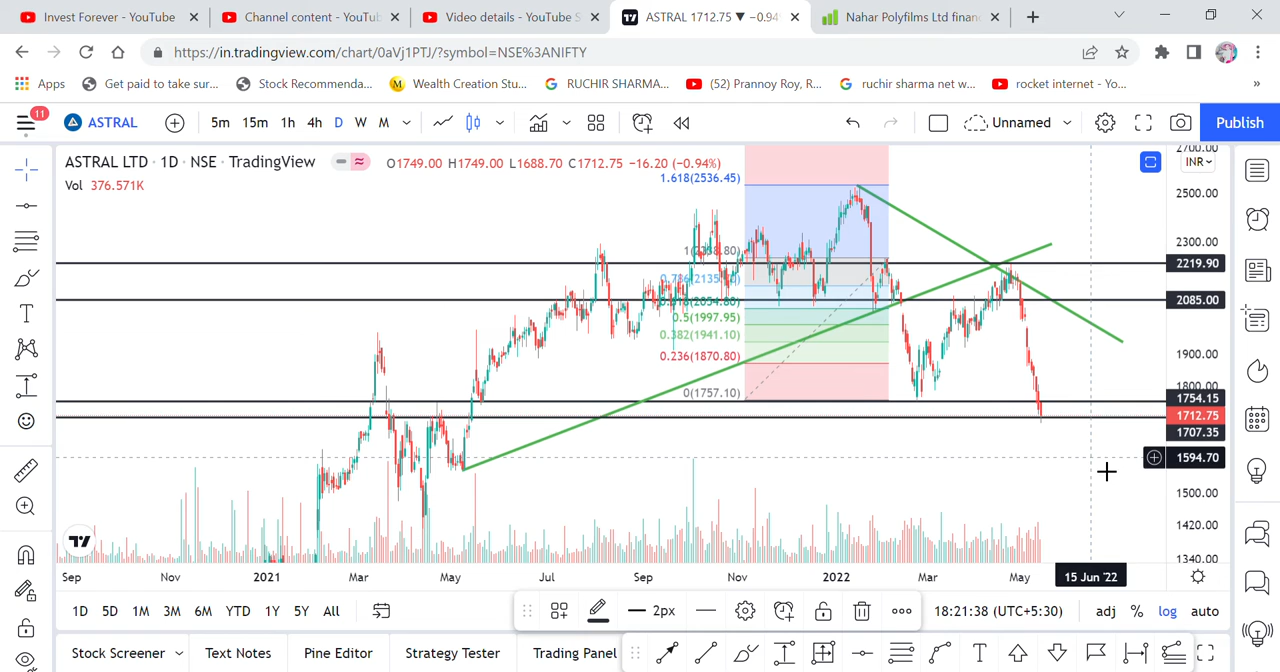 Invest Forever - YouTube
Channel content - YouTub
Video details - YouTube S
ASTRAL 1712.75 ▼ −0.94
Nahar Polyfilms Ltd finan
https://in.tradingview.com/chart/0aVj1PTJ/?symbol=NSE%3ANIFTY
Apps
Get paid to take sur...
Stock Recommenda...
Wealth Creation Stu...
RUCHIR SHARMA...
(52) Prannoy Roy, R...
ruchir sharma net w...
rocket internet - Yo...
»
11
ASTRAL
5m 15m 1h 4h D W M
Unnamed
Publish
ASTRAL LTD · 1D · NSE · TradingView
O1749.00 H1749.00 L1688.70 C1712.75 −16.20 (−0.94%)
Vol 376.571K
INR
1.618(2536.45)
0.786(2135.
0.5(1997.95)
0.382(1941.10)
0.236(1870.80)
0(1757.10)
2700.00
2500.00
2300.00
2219.90
2085.00
1900.00
1800.00
1754.15
1712.75
1707.35
1594.70
1500.00
1420.00
1340.00
Sep Nov 2021 Mar May Jul Sep Nov 2022 Mar May 15 Jun '22
1D 5D 1M 3M 6M YTD 1Y 5Y All
2px
18:21:38 (UTC+5:30)
adj % log auto
Stock Screener Text Notes Pine Editor Strategy Tester Trading Panel